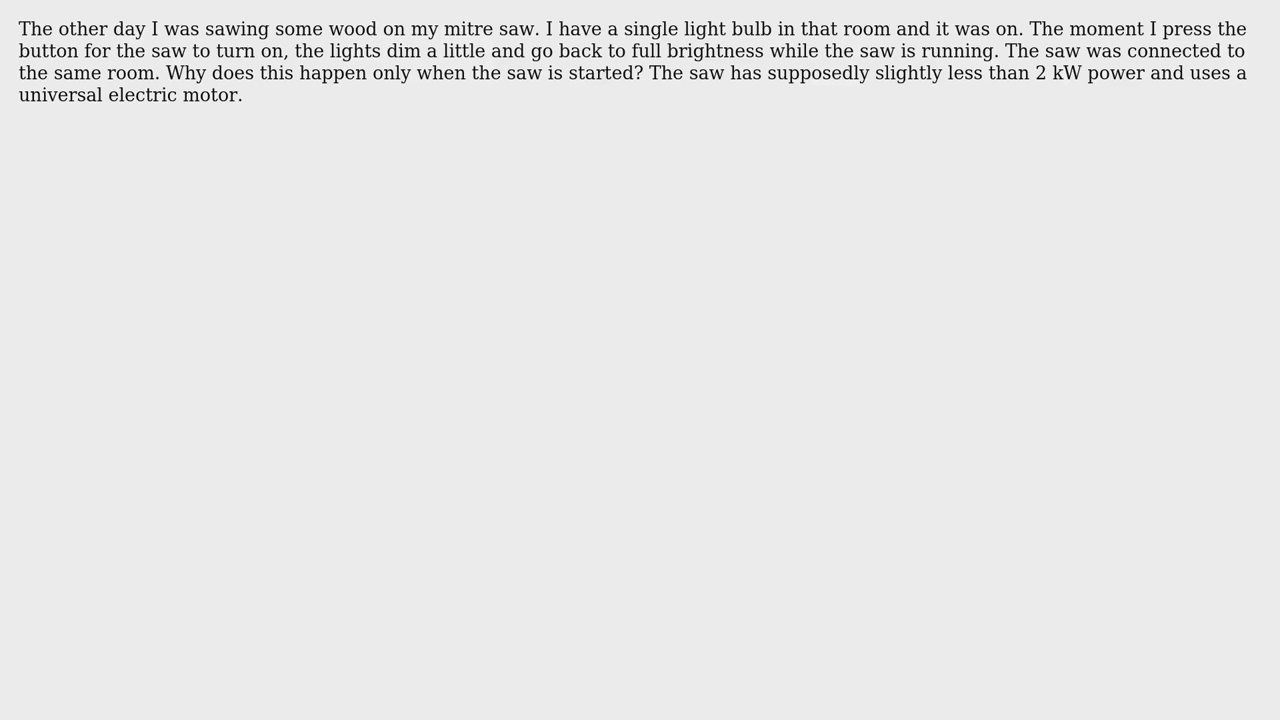 The other day I was sawing some wood on my mitre saw. I have a single light bulb in that room and it was on. The moment I press the
button for the saw to turn on, the lights dim a little and go back to full brightness while the saw is running. The saw was connected to
the same room. Why does this happen only when the saw is started? The saw has supposedly slightly less than 2 kW power and uses a
universal electric motor.